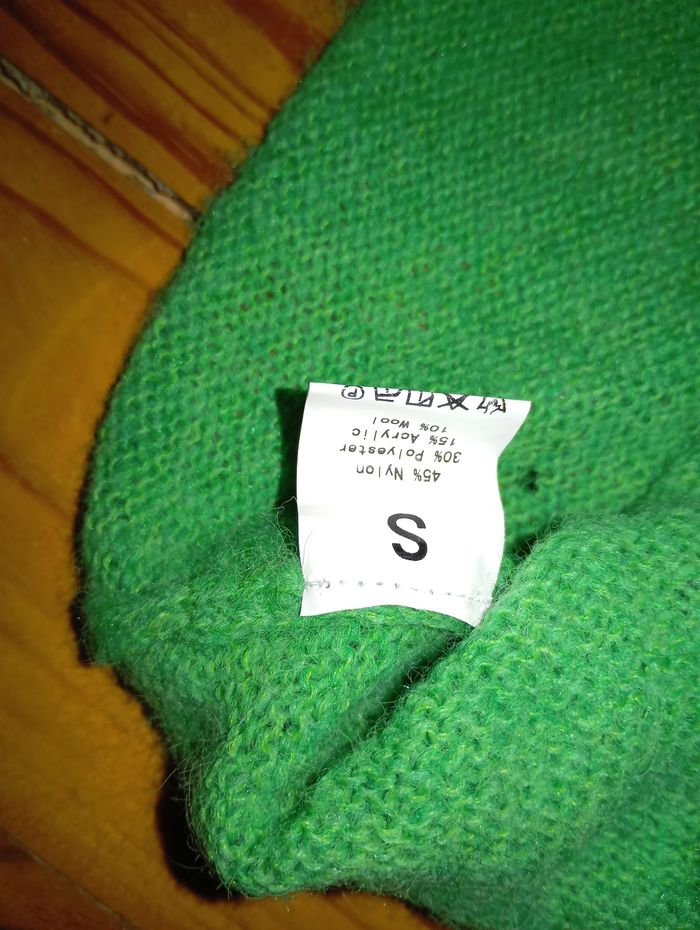 S
45% Nylon
30% Polyester
15% Acrylic
10% Wool
P